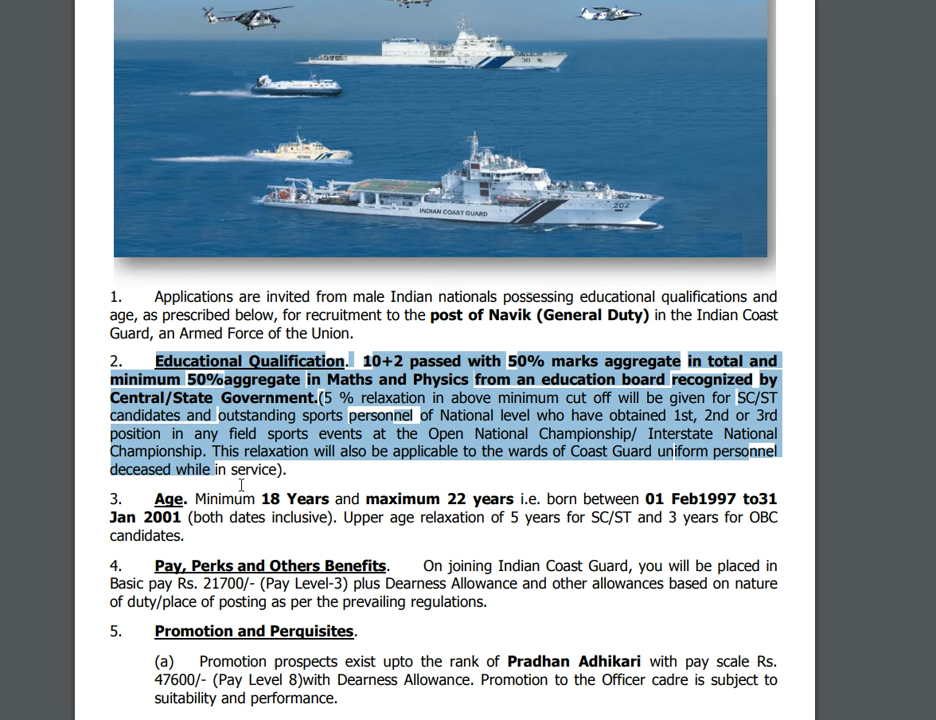 INDIAN COAST GUARD
202
1. Applications are invited from male Indian nationals possessing educational qualifications and
age, as prescribed below, for recruitment to the post of Navik (General Duty) in the Indian Coast
Guard, an Armed Force of the Union.
2. Educational Qualification. 10+2 passed with 50% marks aggregate in total and
minimum 50%aggregate in Maths and Physics from an education board recognized by
Central/State Government.(5 % relaxation in above minimum cut off will be given for SC/ST
candidates and outstanding sports personnel of National level who have obtained 1st, 2nd or 3rd
position in any field sports events at the Open National Championship/ Interstate National
Championship. This relaxation will also be applicable to the wards of Coast Guard uniform personnel
deceased while in service).
3. Age. Minimum 18 Years and maximum 22 years i.e. born between 01 Feb1997 to31
Jan 2001 (both dates inclusive). Upper age relaxation of 5 years for SC/ST and 3 years for OBC
candidates.
4. Pay, Perks and Others Benefits. On joining Indian Coast Guard, you will be placed in
Basic pay Rs. 21700/- (Pay Level-3) plus Dearness Allowance and other allowances based on nature
of duty/place of posting as per the prevailing regulations.
5. Promotion and Perquisites.
(a) Promotion prospects exist upto the rank of Pradhan Adhikari with pay scale Rs.
47600/- (Pay Level 8)with Dearness Allowance. Promotion to the Officer cadre is subject to
suitability and performance.